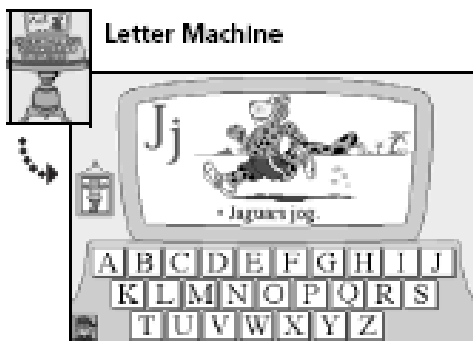 Letter Machine
Jj
• Jaguars jog.
A B C D E F G H I J
K L M N O P Q R S
T U V W X Y Z